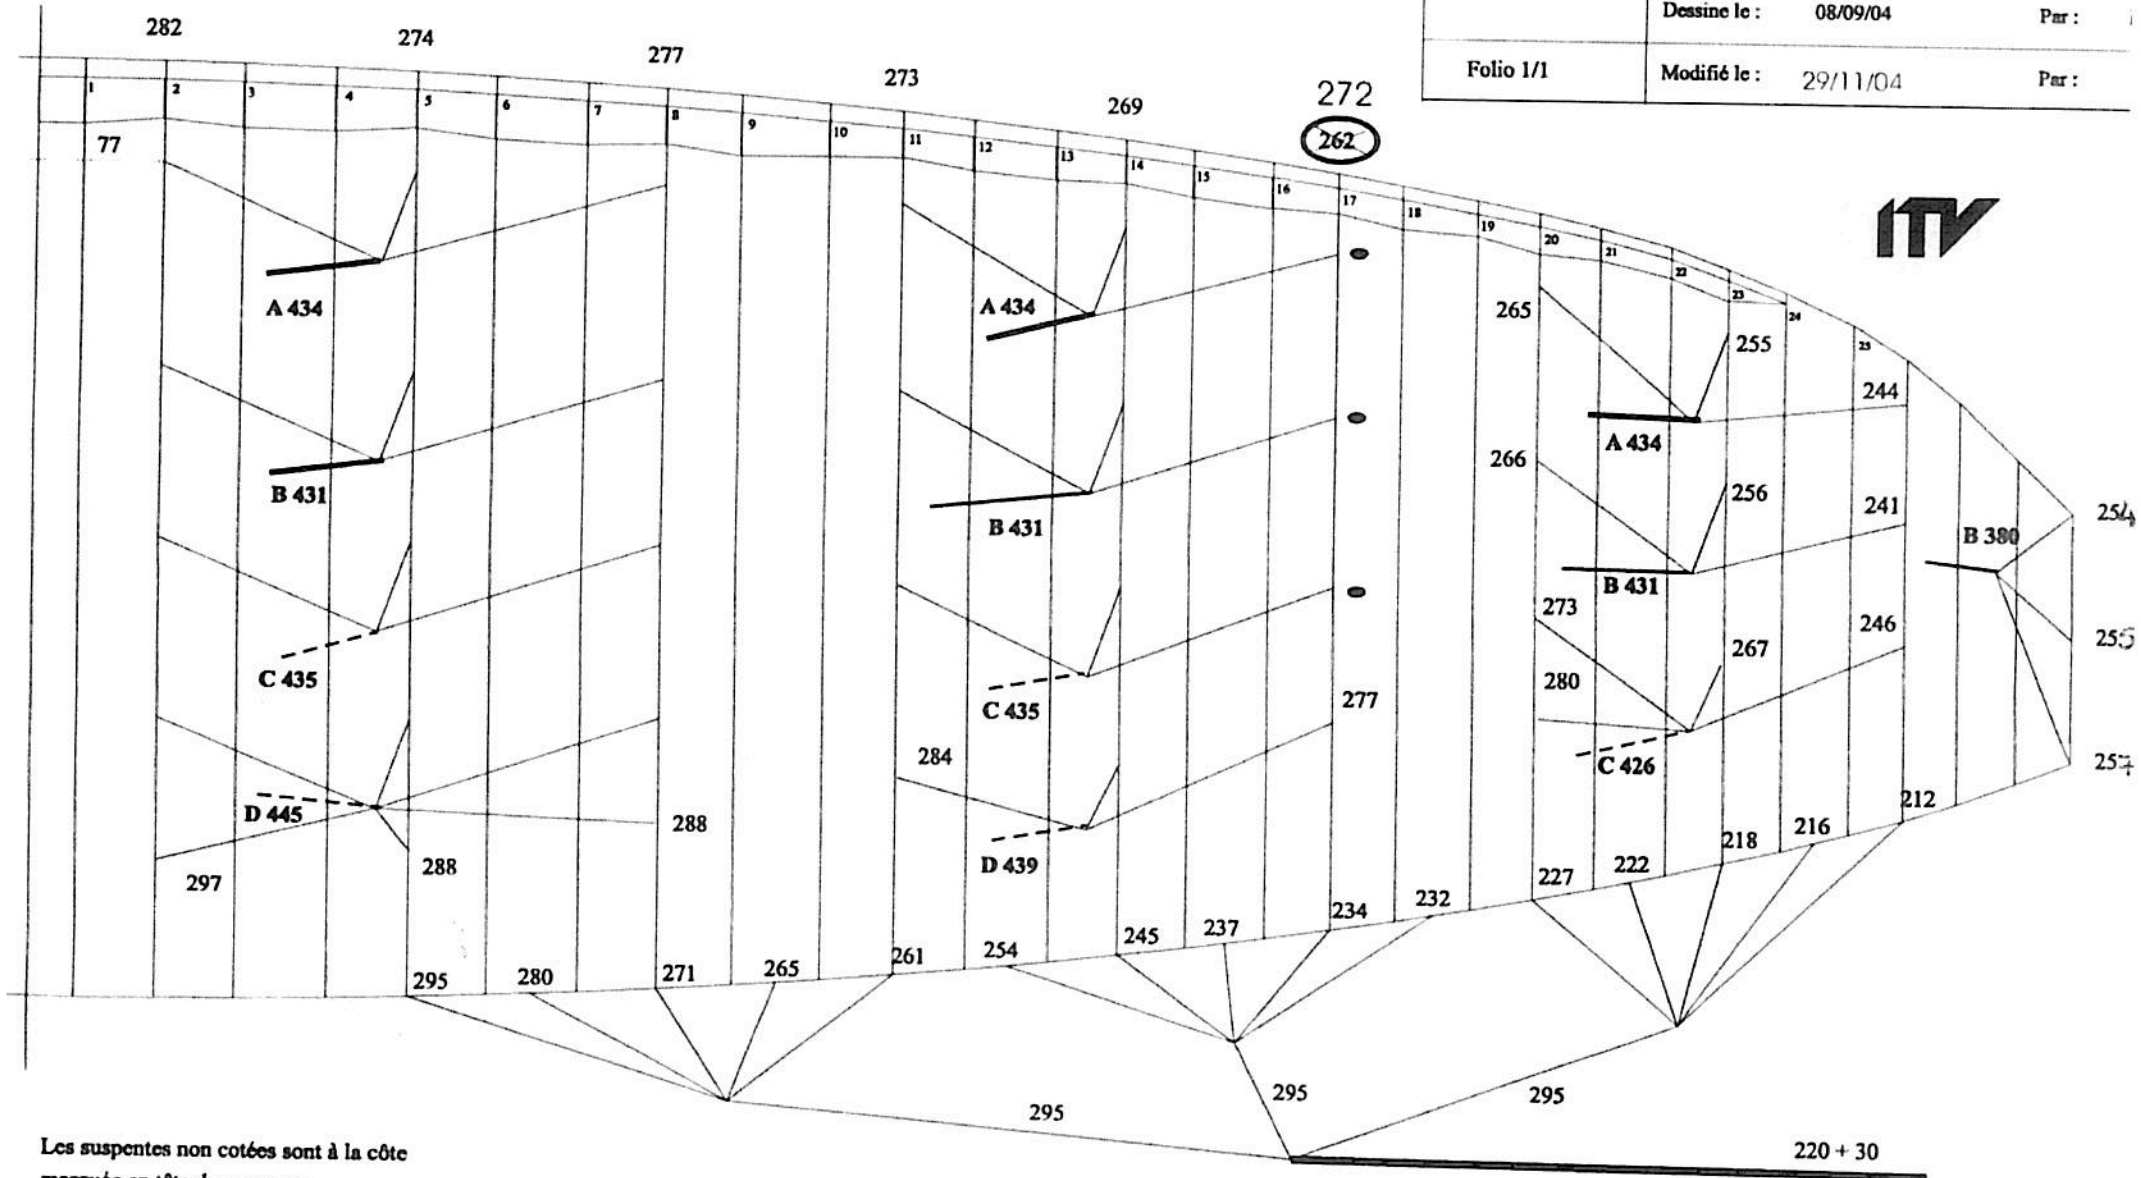 Dessine le : 08/09/04 Par :
Folio 1/1 Modifié le : 29/11/04 Par :
282 274 277 273 269 272
262
1 2 3 4 5 6 7 8 9 10 11 12 13 14 15 16 17 18 19 20 21 22 23 24 25
77
ITV
A 434 A 434 265 255
A 434 244
B 431 B 431 266 256 241
B 431 B 380 254
C 435 C 435 277 273 267 246 255
280
C 426 257
D 445 288 284
D 439
297 288
295 280 271 265 261 254 245 237 234 232 227 222 218 216 212
295 295 295
220 + 30
Les suspentes non cotées sont à la côte